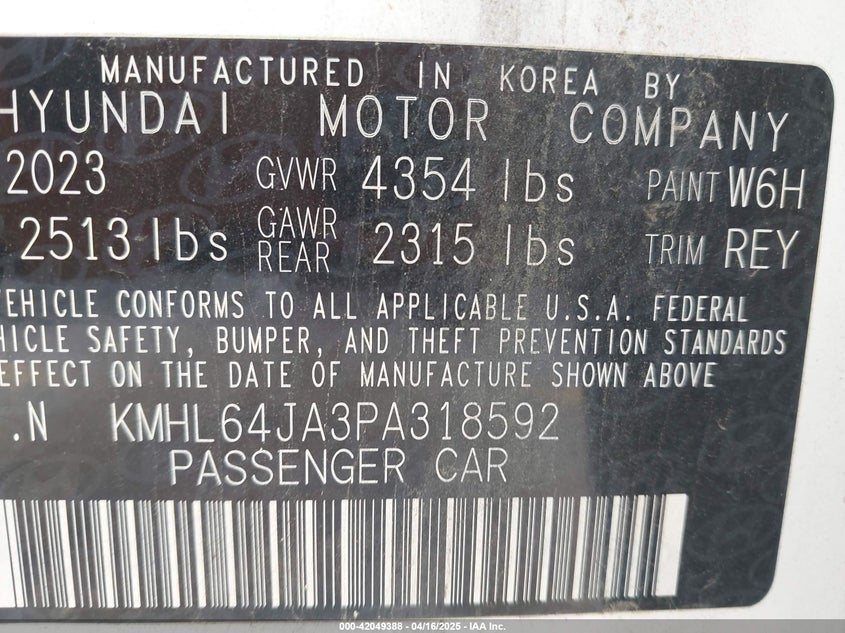 MANUFACTURED IN KOREA BY
HYUNDAI MOTOR COMPANY
2023 GVWR 4354 lbs PAINT W6H
2513 lbs GAWR REAR 2315 lbs TRIM REY
VEHICLE CONFORMS TO ALL APPLICABLE U.S.A. FEDERAL
HICLE SAFETY, BUMPER, AND THEFT PREVENTION STANDARDS
EFFECT ON THE DATE OF MANUFACTURE SHOWN ABOVE
.N KMHL64JA3PA318592
PASSENGER CAR
000-42049388 - 04/16/2025 - IAA Inc.